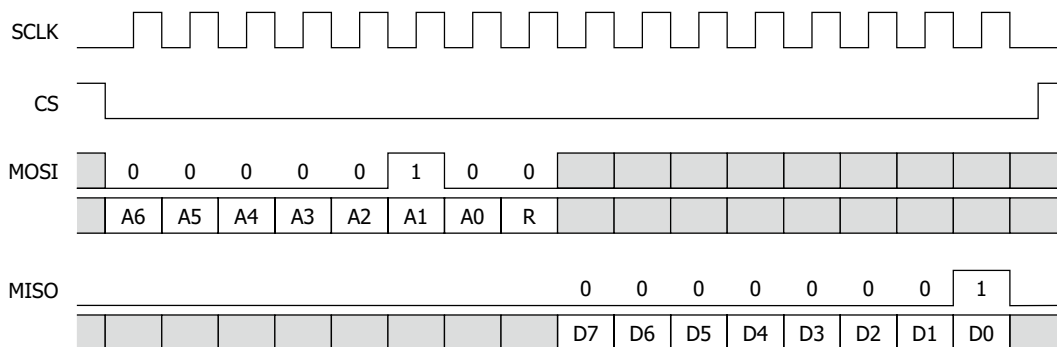 SCLK
CS
MOSI 0 0 0 0 0 1 0 0
A6 A5 A4 A3 A2 A1 A0 R
MISO 0 0 0 0 0 0 0 1
D7 D6 D5 D4 D3 D2 D1 D0